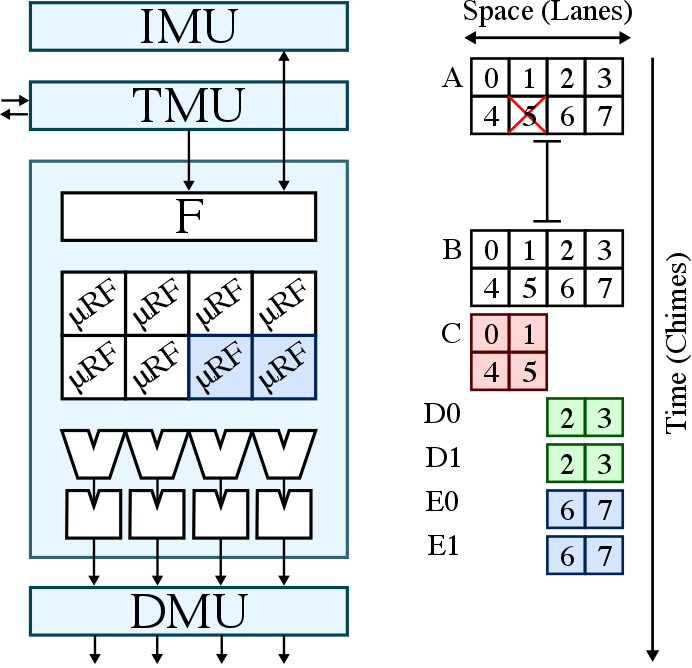 IMU
TMU
F
μRF μRF μRF μRF
μRF μRF μRF μRF
DMU
Space (Lanes)
A 0 1 2 3
4 5 6 7
B 0 1 2 3
4 5 6 7
C 0 1
4 5
D0 2 3
D1 2 3
E0 6 7
E1 6 7
Time (Chimes)